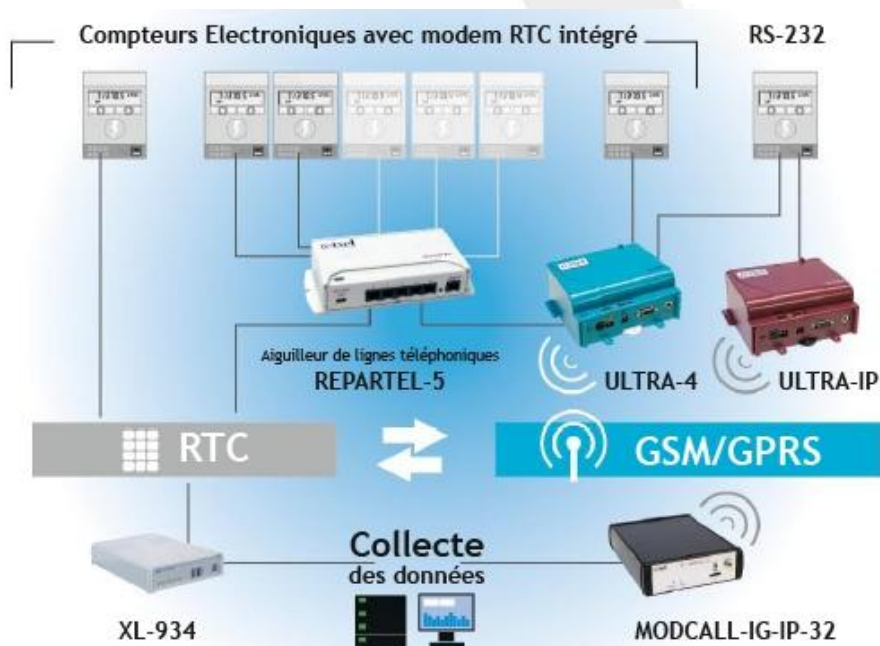 Compteurs Electroniques avec modem RTC intégré
RS-232
Aiguilleur de lignes téléphoniques
REPARTEL-5
ULTRA-4
ULTRA-IP
RTC
GSM/GPRS
Collecte
des données
XL-934
MODCALL-IG-IP-32